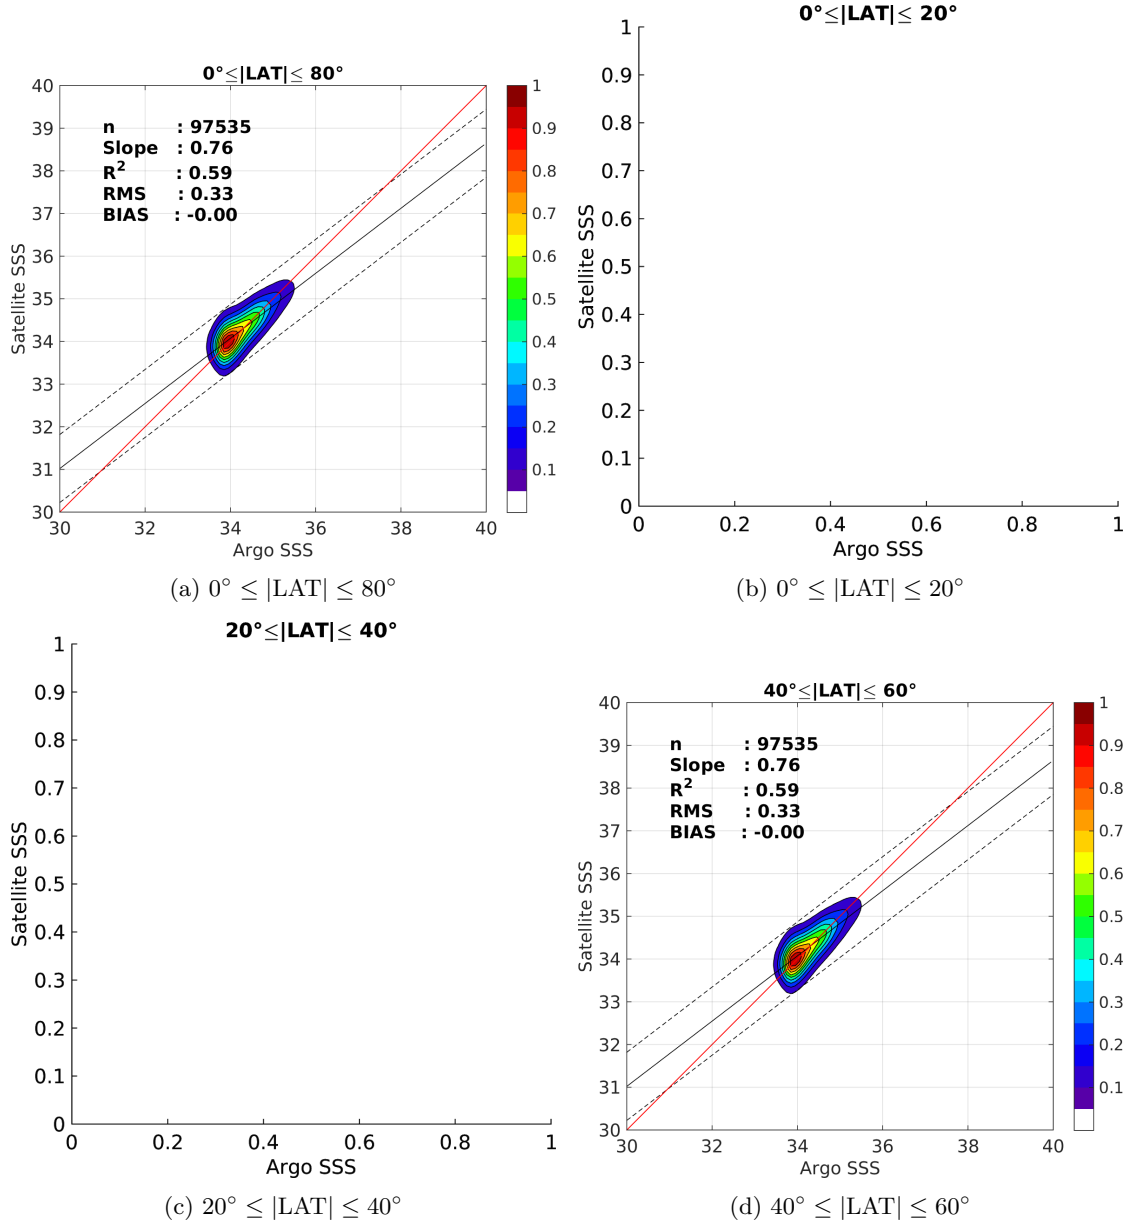 0°≤|LAT|≤ 80°
40
39
38
37
36
35
34
33
32
31
30
Satellite SSS
n : 97535
Slope : 0.76
R² : 0.59
RMS : 0.33
BIAS : -0.00
30 32 34 36 38 40
Argo SSS
1
0.9
0.8
0.7
0.6
0.5
0.4
0.3
0.2
0.1
(a) 0° ≤ |LAT| ≤ 80°
0°≤|LAT|≤ 20°
1
0.9
0.8
0.7
0.6
0.5
0.4
0.3
0.2
0.1
0
Satellite SSS
0 0.2 0.4 0.6 0.8 1
Argo SSS
(b) 0° ≤ |LAT| ≤ 20°
20°≤|LAT|≤ 40°
1
0.9
0.8
0.7
0.6
0.5
0.4
0.3
0.2
0.1
0
Satellite SSS
0 0.2 0.4 0.6 0.8 1
Argo SSS
(c) 20° ≤ |LAT| ≤ 40°
40°≤|LAT|≤ 60°
40
39
38
37
36
35
34
33
32
31
30
Satellite SSS
n : 97535
Slope : 0.76
R² : 0.59
RMS : 0.33
BIAS : -0.00
30 32 34 36 38 40
Argo SSS
1
0.9
0.8
0.7
0.6
0.5
0.4
0.3
0.2
0.1
(d) 40° ≤ |LAT| ≤ 60°